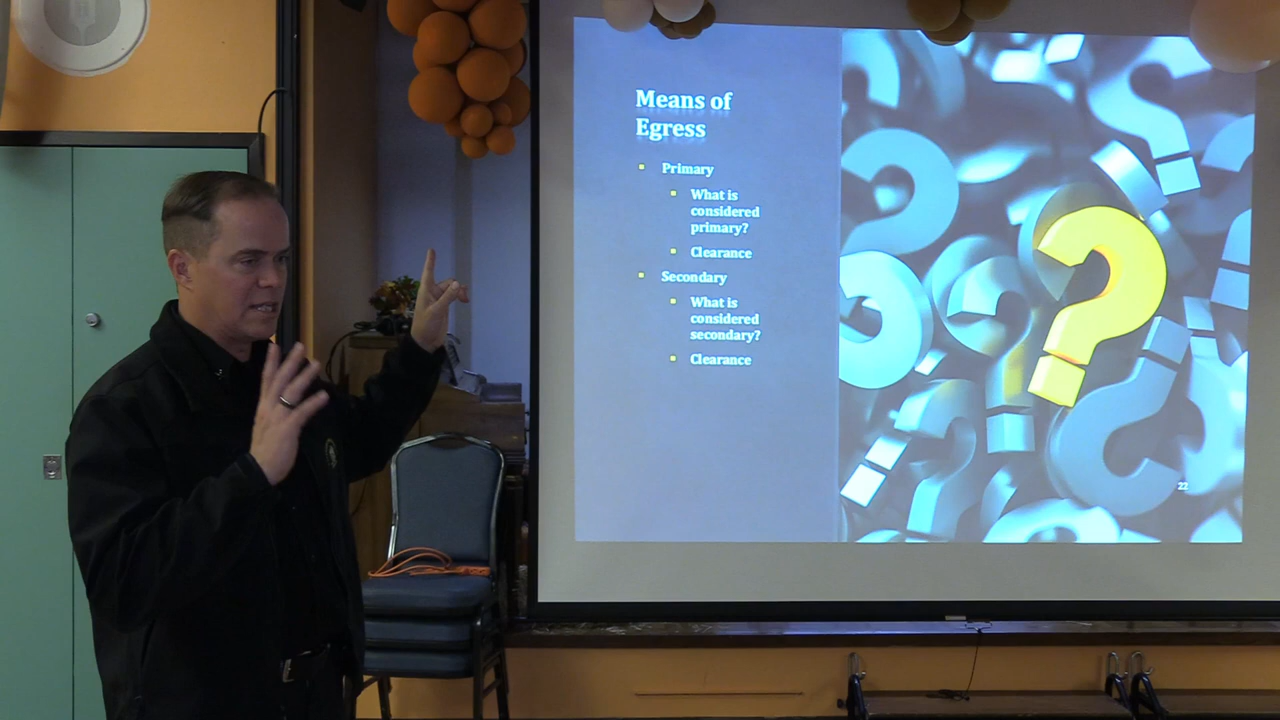 Means of
Egress
Primary
What is
considered
primary?
Clearance
Secondary
What is
considered
secondary?
Clearance
22